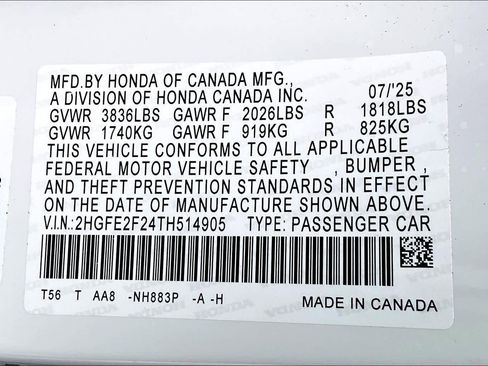 MFD.BY HONDA OF CANADA MFG.,
A DIVISION OF HONDA CANADA INC. 07/'25
GVWR 3836LBS GAWR F 2026LBS R 1818LBS
GVWR 1740KG GAWR F 919KG R 825KG
THIS VEHICLE CONFORMS TO ALL APPLICABLE
FEDERAL MOTOR VEHICLE SAFETY , BUMPER ,
AND THEFT PREVENTION STANDARDS IN EFFECT
ON THE DATE OF MANUFACTURE SHOWN ABOVE.
V.I.N:2HGFE2F24TH514905 TYPE: PASSENGER CAR
T56 T AA8 -NH883P -A -H
MADE IN CANADA